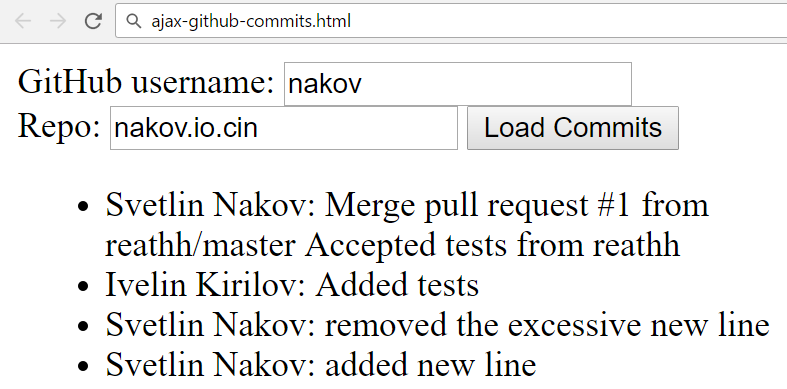 ajax-github-commits.html
GitHub username: nakov
Repo: nakov.io.cin Load Commits
• Svetlin Nakov: Merge pull request #1 from
reathh/master Accepted tests from reathh
• Ivelin Kirilov: Added tests
• Svetlin Nakov: removed the excessive new line
• Svetlin Nakov: added new line